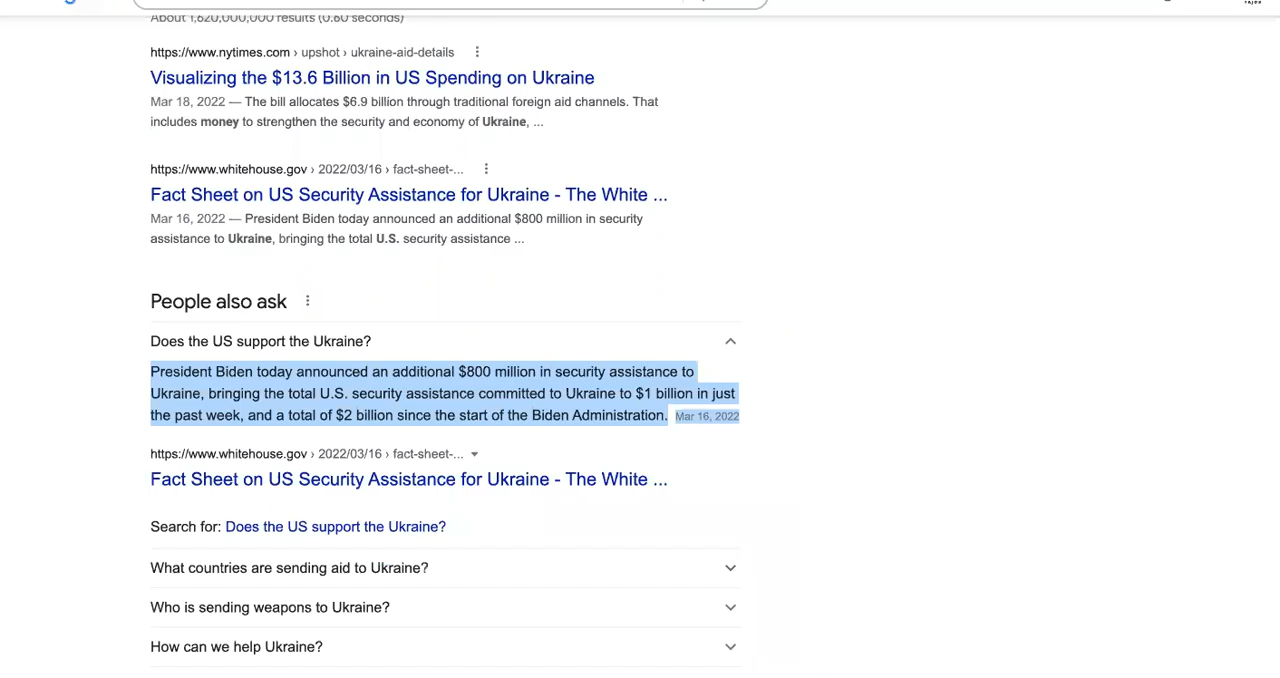 About 1,620,000,000 results (0.60 seconds)
https://www.nytimes.com › upshot › ukraine-aid-details
Visualizing the $13.6 Billion in US Spending on Ukraine
Mar 18, 2022 — The bill allocates $6.9 billion through traditional foreign aid channels. That
includes money to strengthen the security and economy of Ukraine, ...
https://www.whitehouse.gov › 2022/03/16 › fact-sheet-...
Fact Sheet on US Security Assistance for Ukraine - The White ...
Mar 16, 2022 — President Biden today announced an additional $800 million in security
assistance to Ukraine, bringing the total U.S. security assistance ...
People also ask
Does the US support the Ukraine?
President Biden today announced an additional $800 million in security assistance to
Ukraine, bringing the total U.S. security assistance committed to Ukraine to $1 billion in just
the past week, and a total of $2 billion since the start of the Biden Administration. Mar 16, 2022
https://www.whitehouse.gov › 2022/03/16 › fact-sheet-...
Fact Sheet on US Security Assistance for Ukraine - The White ...
Search for: Does the US support the Ukraine?
What countries are sending aid to Ukraine?
Who is sending weapons to Ukraine?
How can we help Ukraine?